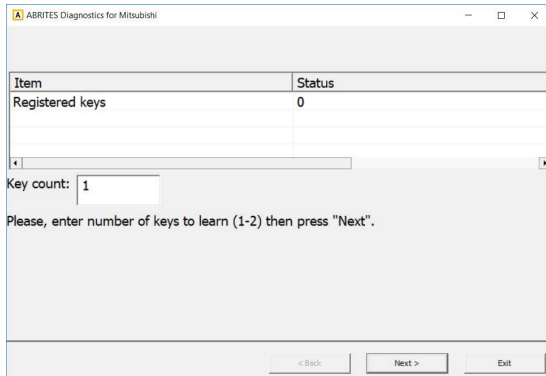 A ABRITES Diagnostics for Mitsubishi
Item Status
Registered keys 0
Key count: 1
Please, enter number of keys to learn (1-2) then press "Next".
< Back Next > Exit